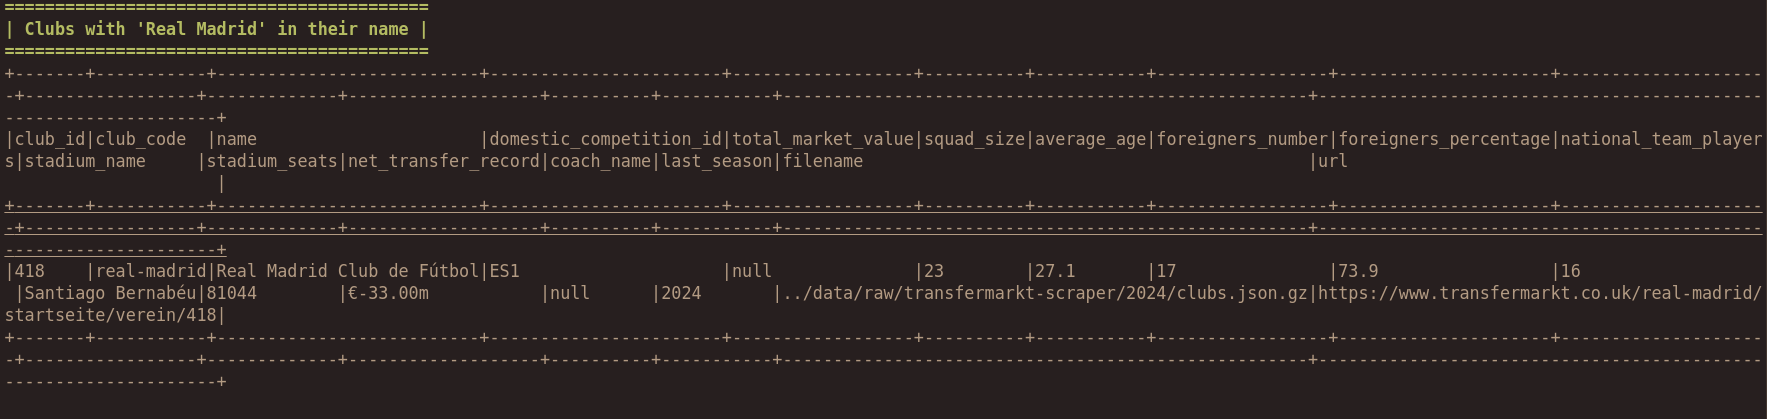 ==========================================
| Clubs with 'Real Madrid' in their name |
==========================================
+-------+-----------+--------------------------+-----------------------+------------------+----------+-----------+-----------------+---------------------+--------------------
-+-----------------+-------------+-------------------+----------+-----------+----------------------------------------------------+--------------------------------------------
---------------------+
|club_id|club_code  |name                      |domestic_competition_id|total_market_value|squad_size|average_age|foreigners_number|foreigners_percentage|national_team_player
s|stadium_name     |stadium_seats|net_transfer_record|coach_name|last_season|filename                                            |url
                     |
+-------+-----------+--------------------------+-----------------------+------------------+----------+-----------+-----------------+---------------------+--------------------
-+-----------------+-------------+-------------------+----------+-----------+----------------------------------------------------+--------------------------------------------
---------------------+
|418    |real-madrid|Real Madrid Club de Fútbol|ES1                    |null              |23        |27.1       |17               |73.9                 |16
 |Santiago Bernabéu|81044        |€-33.00m           |null      |2024       |../data/raw/transfermarkt-scraper/2024/clubs.json.gz|https://www.transfermarkt.co.uk/real-madrid/
startseite/verein/418|
+-------+-----------+--------------------------+-----------------------+------------------+----------+-----------+-----------------+---------------------+--------------------
-+-----------------+-------------+-------------------+----------+-----------+----------------------------------------------------+--------------------------------------------
---------------------+